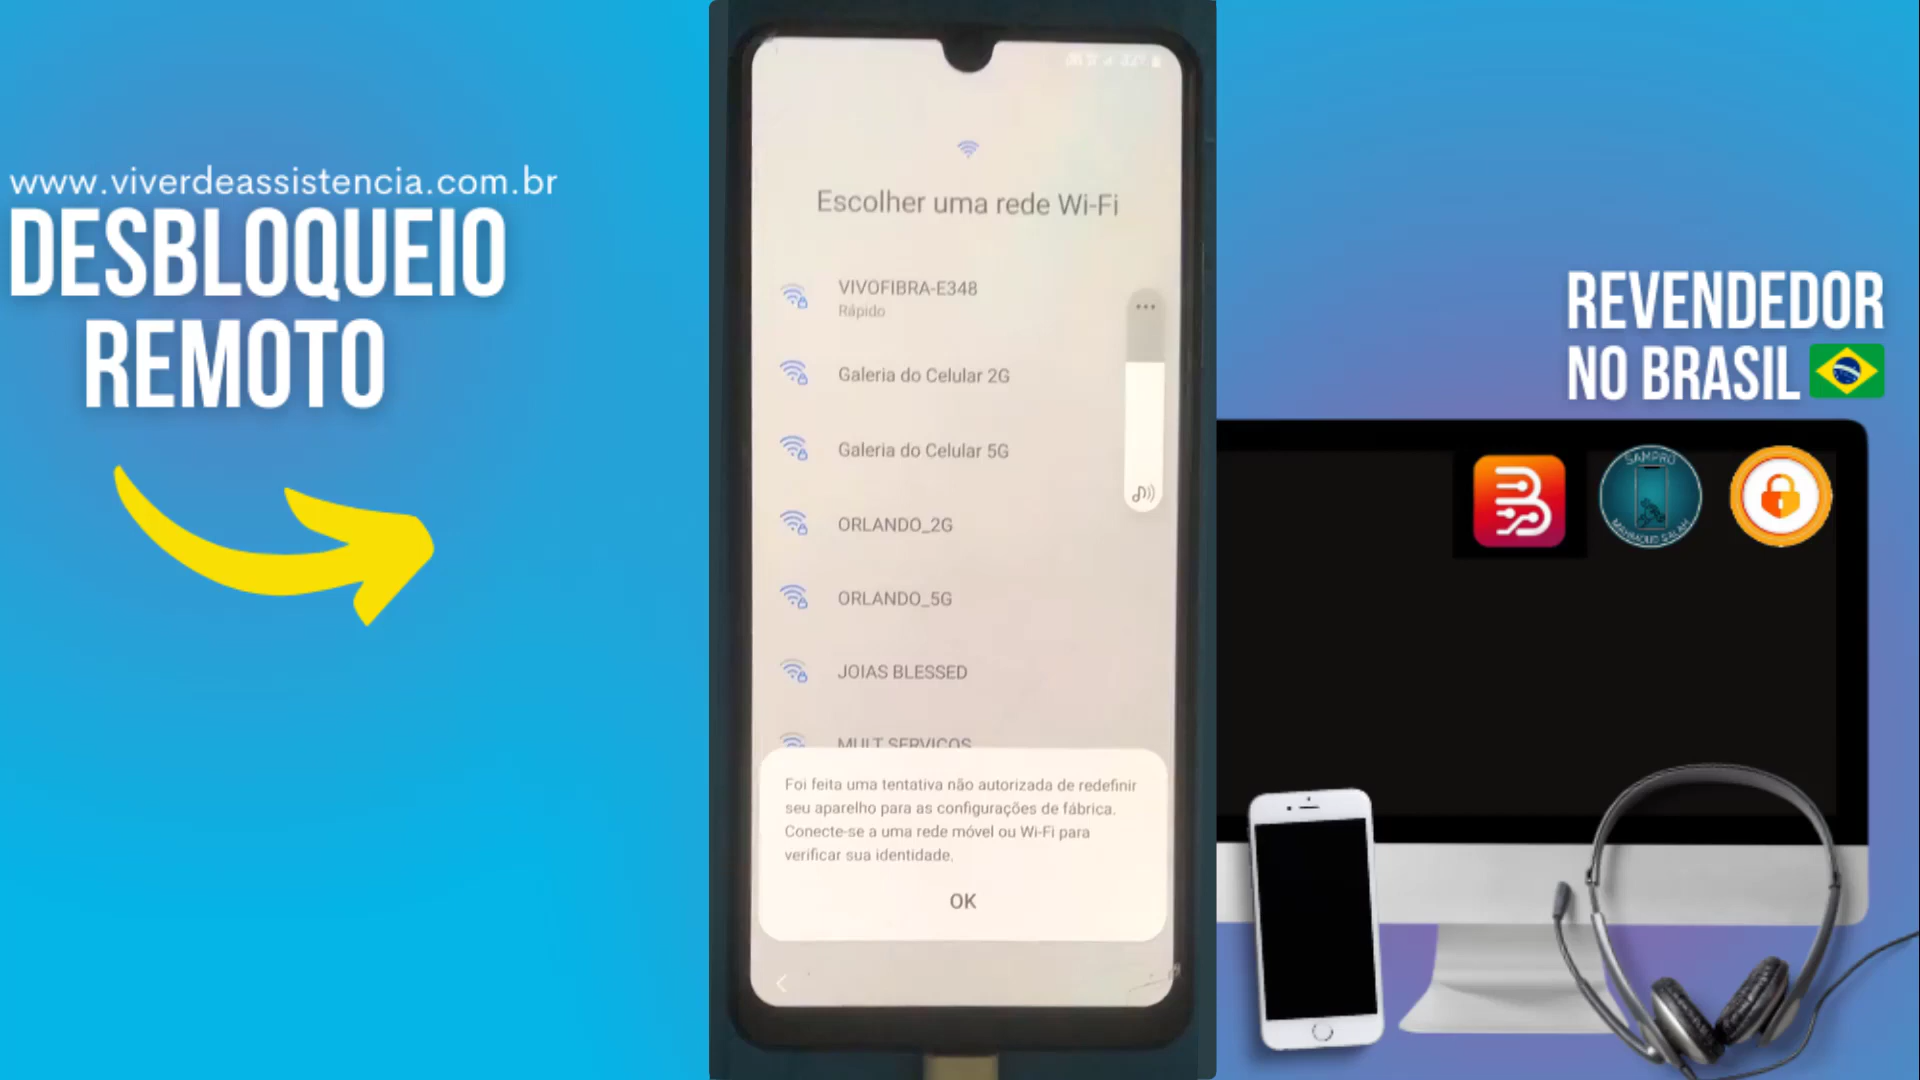 www.viverdeassistencia.com.br
DESBLOQUEIO
REMOTO
Escolher uma rede Wi-Fi
VIVOFIBRA-E348
Rápido
Galeria do Celular 2G
Galeria do Celular 5G
ORLANDO_2G
ORLANDO_5G
JOIAS BLESSED
MULT SERVICOS
Foi feita uma tentativa não autorizada de redefinir
seu aparelho para as configurações de fábrica.
Conecte-se a uma rede móvel ou Wi-Fi para
verificar sua identidade.
OK
REVENDEDOR
NO BRASIL
SAMPRO
MAHMOUD SALAH